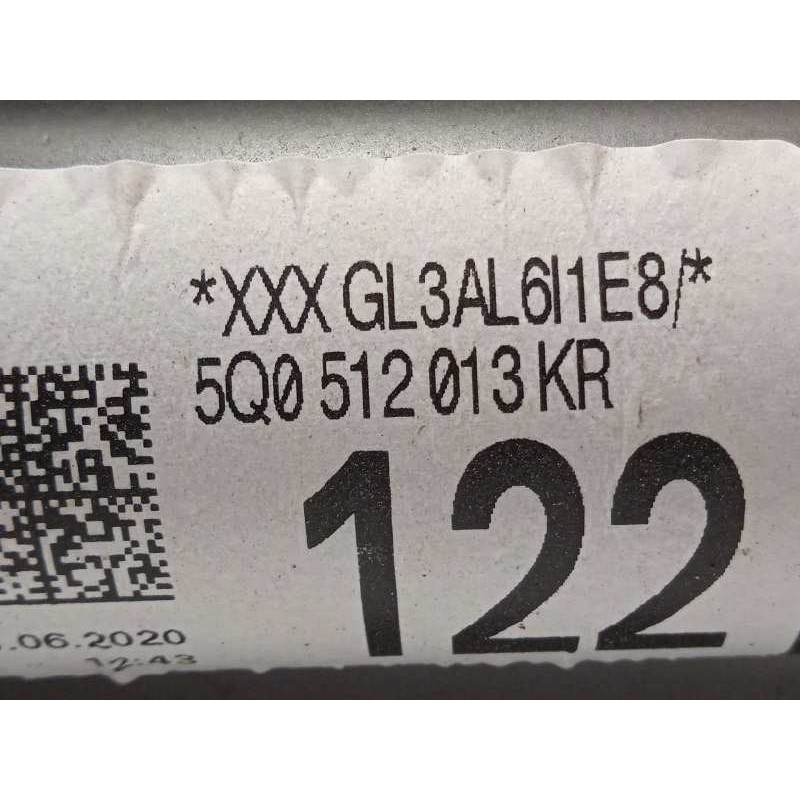 *XXX GL3AL6I1E8/*
5Q0 512 013 KR
122
.06.2020
12:43